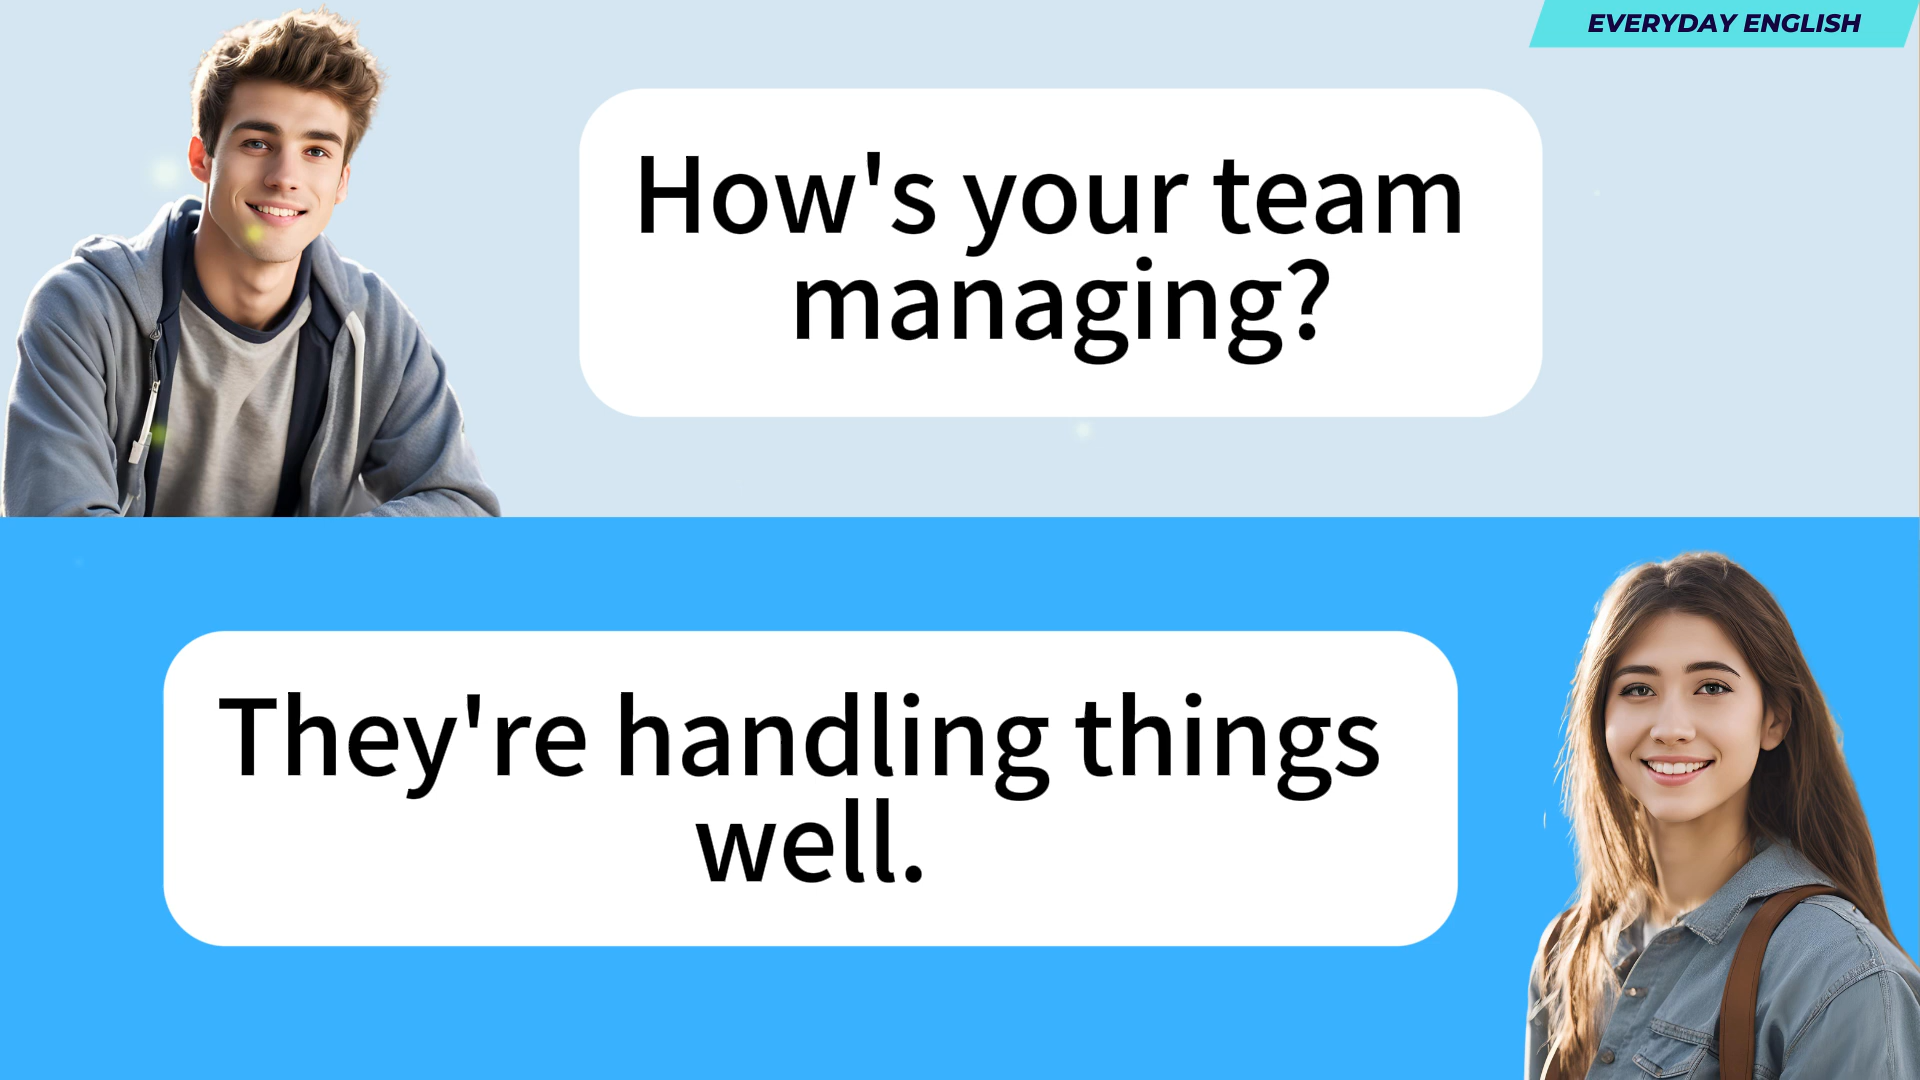 EVERYDAY ENGLISH
How's your team
managing?
They're handling things
well.